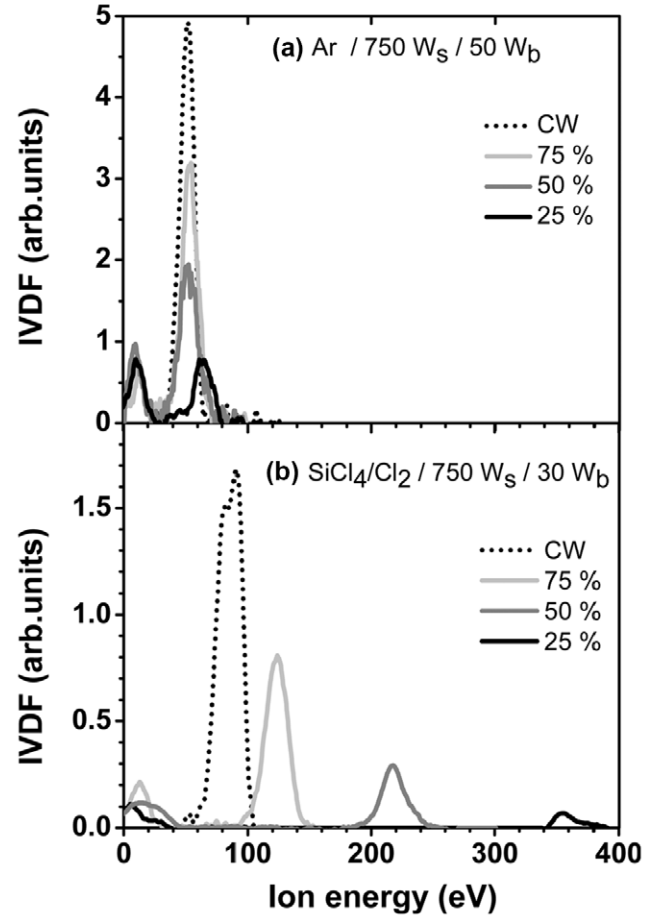 5
(a) Ar / 750 Ws / 50 Wb
4
CW
75 %
3
50 %
25 %
2
1
0
IVDF (arb.units)
(b) SiCl4/Cl2 / 750 Ws / 30 Wb
1.5
CW
75 %
1.0
50 %
25 %
0.5
0.0
IVDF (arb.units)
0 100 200 300 400
Ion energy (eV)